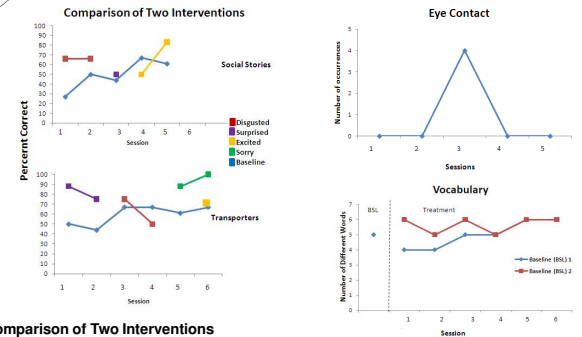 Comparison of Two Interventions
100
90
80
70
60
50
40
30
20
10
0
1 2 3 4 5 6
Session
Social Stories
Percernt Correct
Disgusted
Surprised
Excited
Sorry
Baseline
100
90
80
70
60
50
40
30
20
10
0
1 2 3 4 5 6
Session
Transporters
omparison of Two Interventions
Eye Contact
Number of occurrences
5
4
3
2
1
0
1 2 3 4 5
Sessions
Vocabulary
Number of Different Words
7
6
5
4
3
2
1
0
BSL Treatment
Baseline (BSL) 1
Baseline (BSL) 2
1 2 3 4 5 6
Session